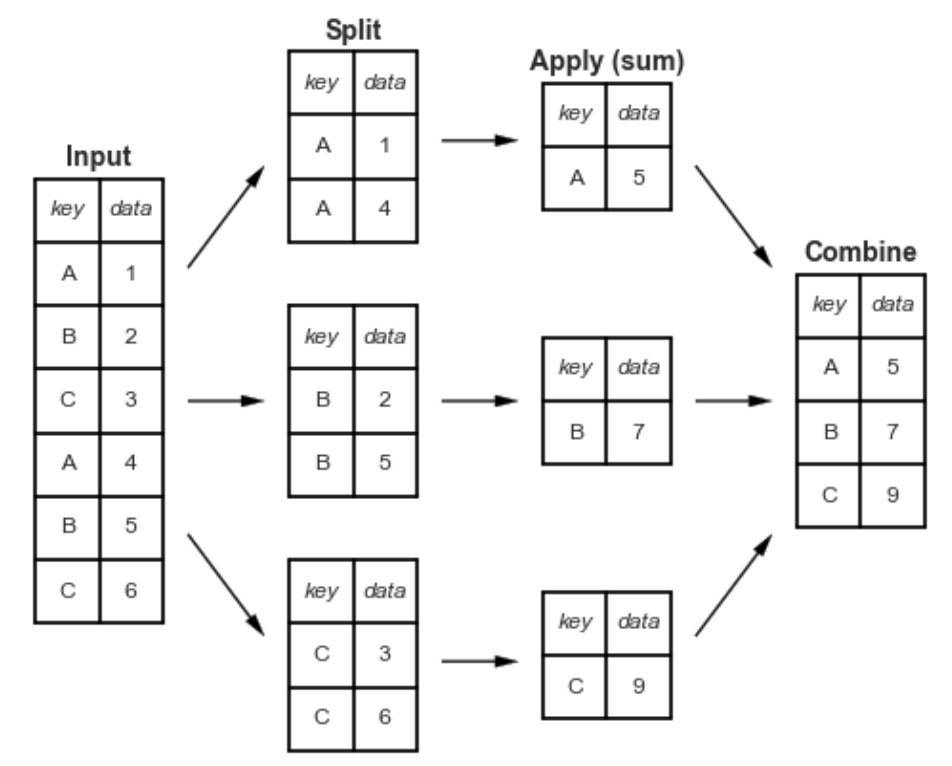 Input
key data
A 1
B 2
C 3
A 4
B 5
C 6
Split
key data
A 1
A 4
key data
B 2
B 5
key data
C 3
C 6
Apply (sum)
key data
A 5
key data
B 7
key data
C 9
Combine
key data
A 5
B 7
C 9